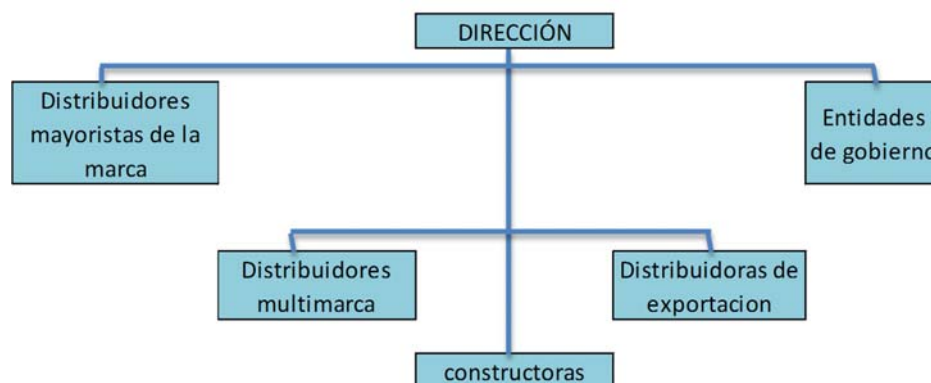 DIRECCIÓN
Distribuidores
mayoristas de la
marca
Entidades
de gobierno
Distribuidores
multimarca
Distribuidoras de
exportacion
constructoras